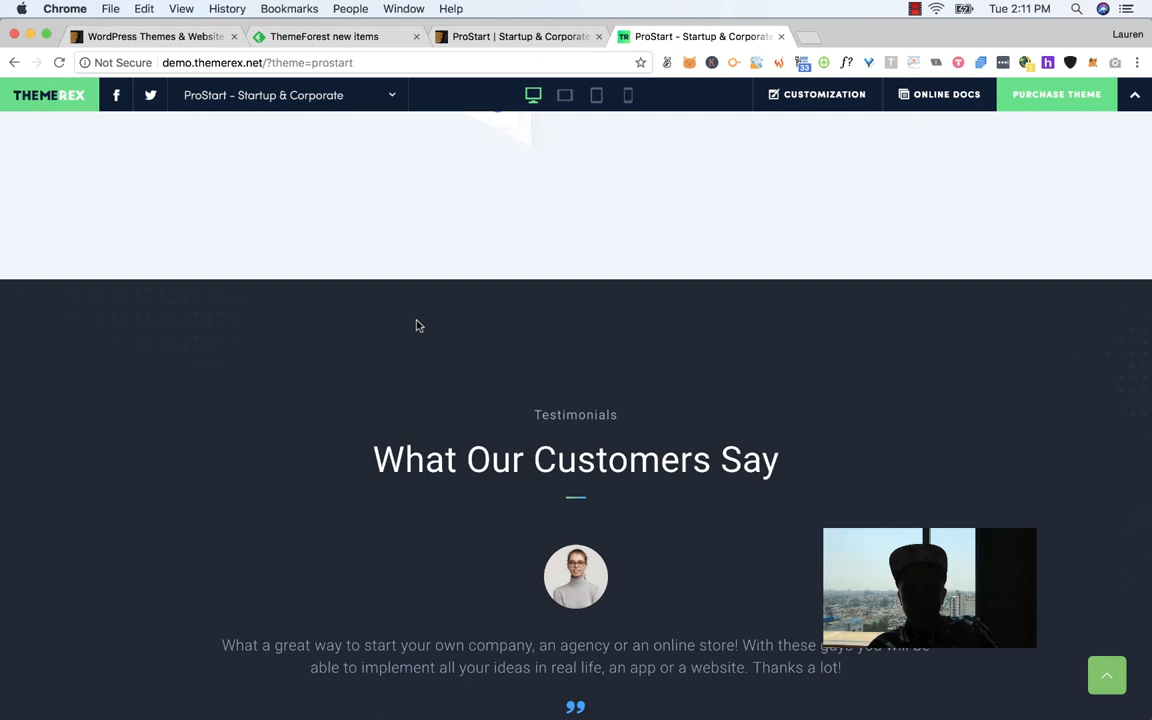 Chrome File Edit View History Bookmarks People Window Help Tue 2:11 PM
WordPress Themes & Website ThemeForest new items ProStart | Startup & Corporate ProStart - Startup & Corporate Lauren
Not Secure demo.themerex.net/?theme=prostart
THEMEREX ProStart - Startup & Corporate CUSTOMIZATION ONLINE DOCS PURCHASE THEME
Testimonials
What Our Customers Say
What a great way to start your own company, an agency or an online store! With these guys you will be
able to implement all your ideas in real life, an app or a website. Thanks a lot!